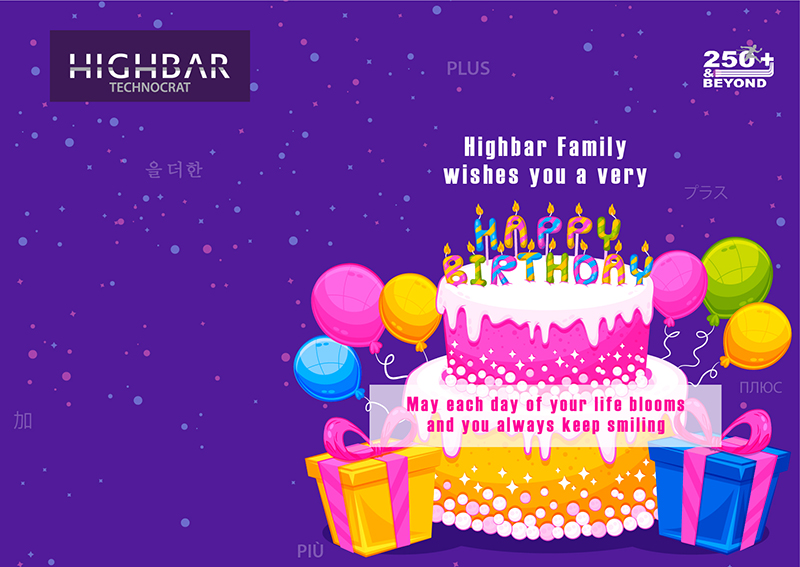 HIGHBAR
TECHNOCRAT
PLUS
250+
&
BEYOND
Highbar Family
wishes you a very
을 더한
プラス
HAPPY
BIRTHDAY
ПЛЮС
May each day of your life blooms
and you always keep smiling
加
PIÙ